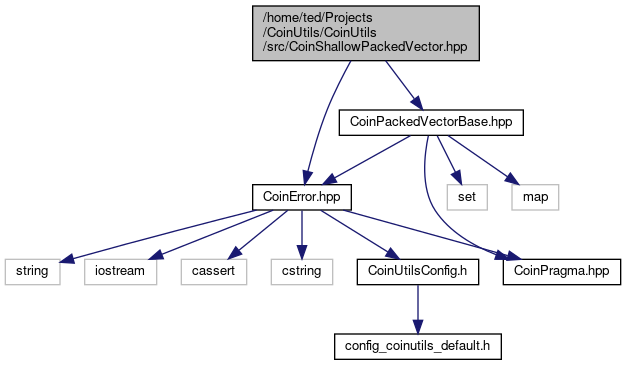 /home/ted/Projects
/CoinUtils/CoinUtils
/src/CoinShallowPackedVector.hpp
CoinPackedVectorBase.hpp
CoinError.hpp
set
map
string
iostream
cassert
cstring
CoinUtilsConfig.h
CoinPragma.hpp
config_coinutils_default.h